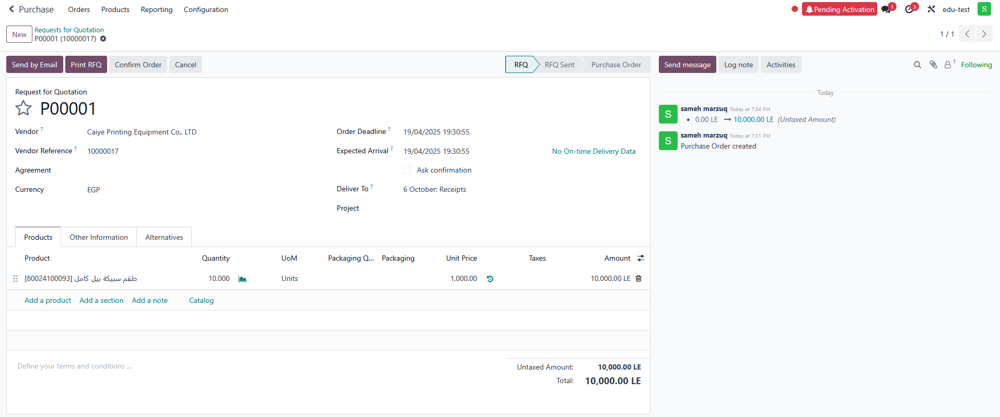 Purchase Orders Products Reporting Configuration
Pending Activation 1 3 edu-test S
New Requests for Quotation
P00001 (10000017)
1 / 1
Send by Email Print RFQ Confirm Order Cancel
RFQ RFQ Sent Purchase Order
Send message Log note Activities
1 Following
Request for Quotation
P00001
Vendor ? Caiye Printing Equipment Co., LTD
Vendor Reference ? 10000017
Agreement
Currency EGP
Order Deadline ? 19/04/2025 19:30:55
Expected Arrival ? 19/04/2025 19:30:55 No On-time Delivery Data
Ask confirmation
Deliver To ? 6 October: Receipts
Project
Products Other Information Alternatives
Product Quantity UoM Packaging Q... Packaging Unit Price Taxes Amount
[80024100093] طقم سبيكة بيل كامل 10.000 Units 1,000.00 10,000.00 LE
Add a product Add a section Add a note Catalog
Define your terms and conditions ...
Untaxed Amount: 10,000.00 LE
Total: 10,000.00 LE
Today
S
sameh marzuq Today at 7:34 PM
• 0.00 LE → 10,000.00 LE (Untaxed Amount)
S
sameh marzuq Today at 7:31 PM
Purchase Order created